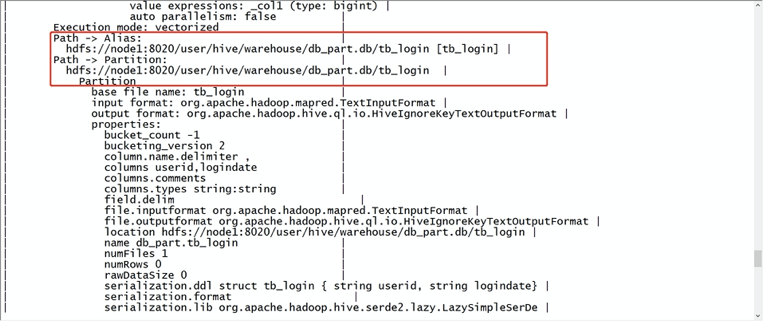 |                    value expressions: _col1 (type: bigint) |
|                    auto parallelism: false            |
|        Execution mode: vectorized
|        Path -> Alias:                                 |
|          hdfs://node1:8020/user/hive/warehouse/db_part.db/tb_login [tb_login] |
|        Path -> Partition:                             |
|          hdfs://node1:8020/user/hive/warehouse/db_part.db/tb_login  |
|            Partition
|              base file name: tb_login                 |
|              input format: org.apache.hadoop.mapred.TextInputFormat |
|              output format: org.apache.hadoop.hive.ql.io.HiveIgnoreKeyTextOutputFormat |
|              properties:                              |
|                bucket_count -1                        |
|                bucketing_version 2                    |
|                column.name.delimiter ,                |
|                columns userid,logindate               |
|                columns.comments                       |
|                columns.types string:string            |
|                field.delim                               |
|                file.inputformat org.apache.hadoop.mapred.TextInputFormat |
|                file.outputformat org.apache.hadoop.hive.ql.io.HiveIgnoreKeyTextOutputFormat |
|                location hdfs://node1:8020/user/hive/warehouse/db_part.db/tb_login |
|                name db_part.tb_login                  |
|                numFiles 1                             |
|                numRows 0                              |
|                rawDataSize 0                          |
|                serialization.ddl struct tb_login { string userid, string logindate} |
|                serialization.format                     |
|                serialization.lib org.apache.hadoop.hive.serde2.lazy.LazySimpleSerDe |